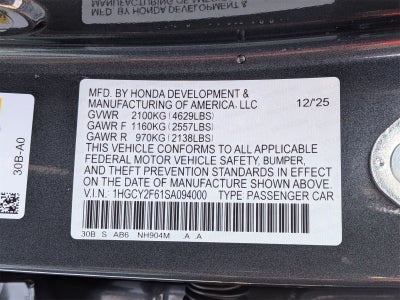 MFD. BY HONDA DEVELOPMENT &
MANUFACTURING OF AMERICA, LLC 12/'25
GVWR 2100KG (4629LBS)
GAWR F 1160KG (2557LBS)
GAWR R 970KG (2138LBS)
THIS VEHICLE CONFORMS TO ALL APPLICABLE
FEDERAL MOTOR VEHICLE SAFETY, BUMPER,
AND THEFT PREVENTION STANDARDS IN EFFECT
ON THE DATE OF MANUFACTURE SHOWN ABOVE.
V.I.N.: 1HGCY2F61SA094000 TYPE: PASSENGER CAR
30B S AB6 NH904M A A
30B-A0